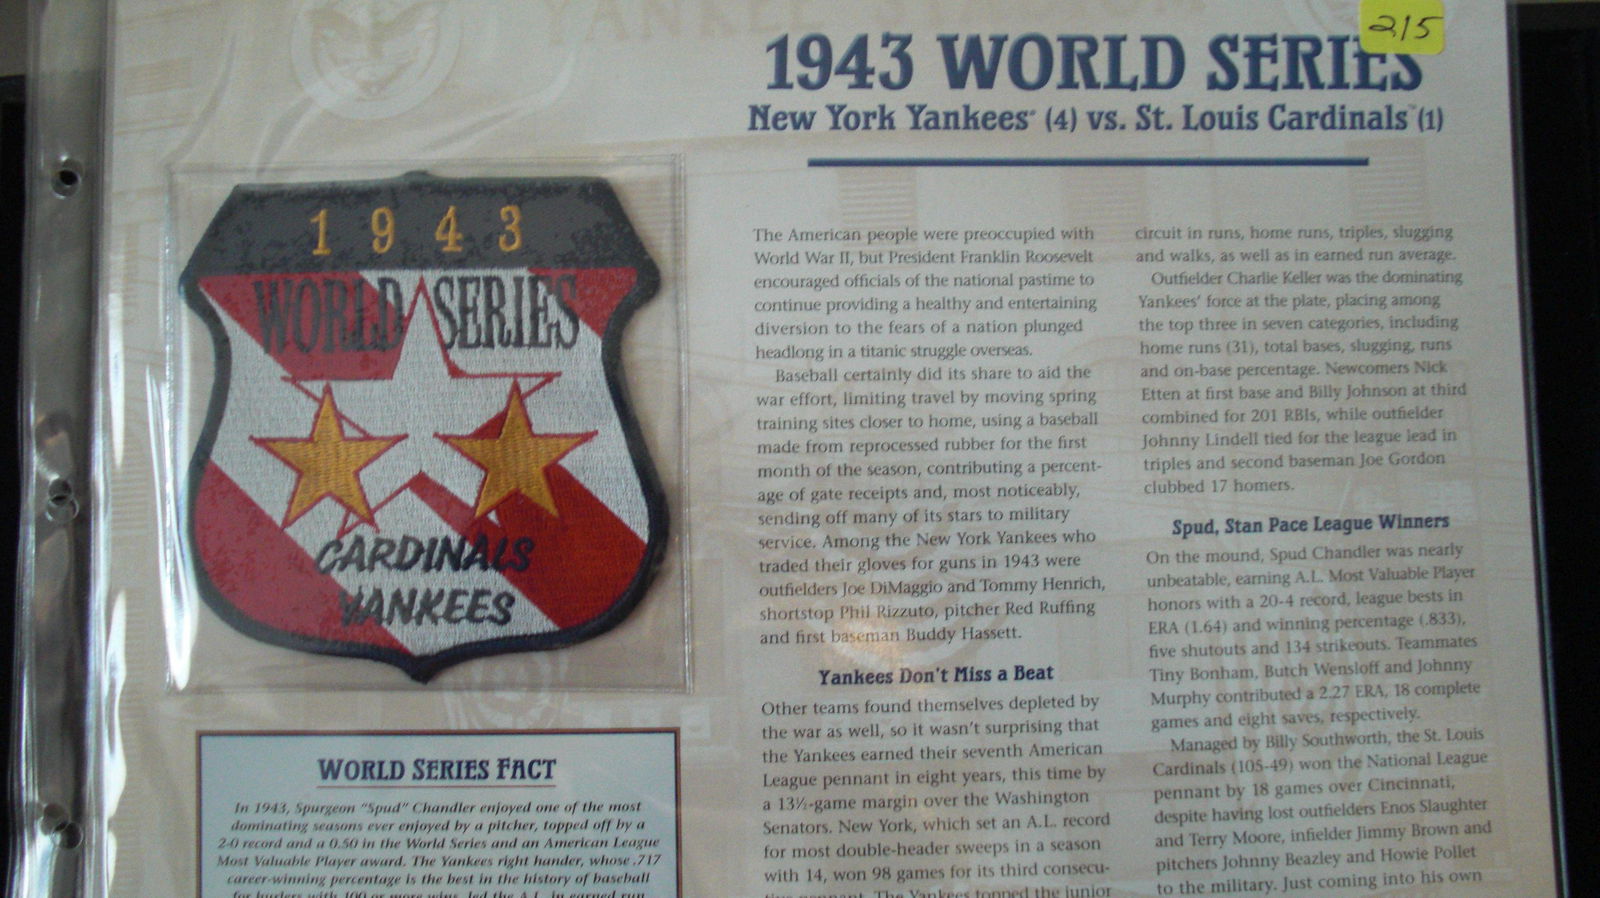 YANKEE
215
1943 WORLD SERIES
New York Yankees (4) vs. St. Louis Cardinals™ (1)
1943
WORLD SERIES
CARDINALS
YANKEES
WORLD SERIES FACT
In 1943, Spurgeon "Spud" Chandler enjoyed one of the most
dominating seasons ever enjoyed by a pitcher, topped off by a
2-0 record and a 0.50 in the World Series and an American League
Most Valuable Player award. The Yankees right hander, whose .717
career-winning percentage is the best in the history of baseball
for hurlers with 100 or more wins, led the A.L. in earned run
The American people were preoccupied with
World War II, but President Franklin Roosevelt
encouraged officials of the national pastime to
continue providing a healthy and entertaining
diversion to the fears of a nation plunged
headlong in a titanic struggle overseas.
Baseball certainly did its share to aid the
war effort, limiting travel by moving spring
training sites closer to home, using a baseball
made from reprocessed rubber for the first
month of the season, contributing a percent-
age of gate receipts and, most noticeably,
sending off many of its stars to military
service. Among the New York Yankees who
traded their gloves for guns in 1943 were
outfielders Joe DiMaggio and Tommy Henrich,
shortstop Phil Rizzuto, pitcher Red Ruffing
and first baseman Buddy Hassett.
Yankees Don't Miss a Beat
Other teams found themselves depleted by
the war as well, so it wasn't surprising that
the Yankees earned their seventh American
League pennant in eight years, this time by
a 13½-game margin over the Washington
Senators. New York, which set an A.L. record
for most double-header sweeps in a season
with 14, won 98 games for its third consecu-
tive pennant. The Yankees topped the junior
circuit in runs, home runs, triples, slugging
and walks, as well as in earned run average.
Outfielder Charlie Keller was the dominating
Yankees' force at the plate, placing among
the top three in seven categories, including
home runs (31), total bases, slugging, runs
and on-base percentage. Newcomers Nick
Etten at first base and Billy Johnson at third
combined for 201 RBIs, while outfielder
Johnny Lindell tied for the league lead in
triples and second baseman Joe Gordon
clubbed 17 homers.
Spud, Stan Pace League Winners
On the mound, Spud Chandler was nearly
unbeatable, earning A.L. Most Valuable Player
honors with a 20-4 record, league bests in
ERA (1.64) and winning percentage (.833),
five shutouts and 134 strikeouts. Teammates
Tiny Bonham, Butch Wensloff and Johnny
Murphy contributed a 2.27 ERA, 18 complete
games and eight saves, respectively.
Managed by Billy Southworth, the St. Louis
Cardinals (105-49) won the National League
pennant by 18 games over Cincinnati,
despite having lost outfielders Enos Slaughter
and Terry Moore, infielder Jimmy Brown and
pitchers Johnny Beazley and Howie Pollet
to the military. Just coming into his own